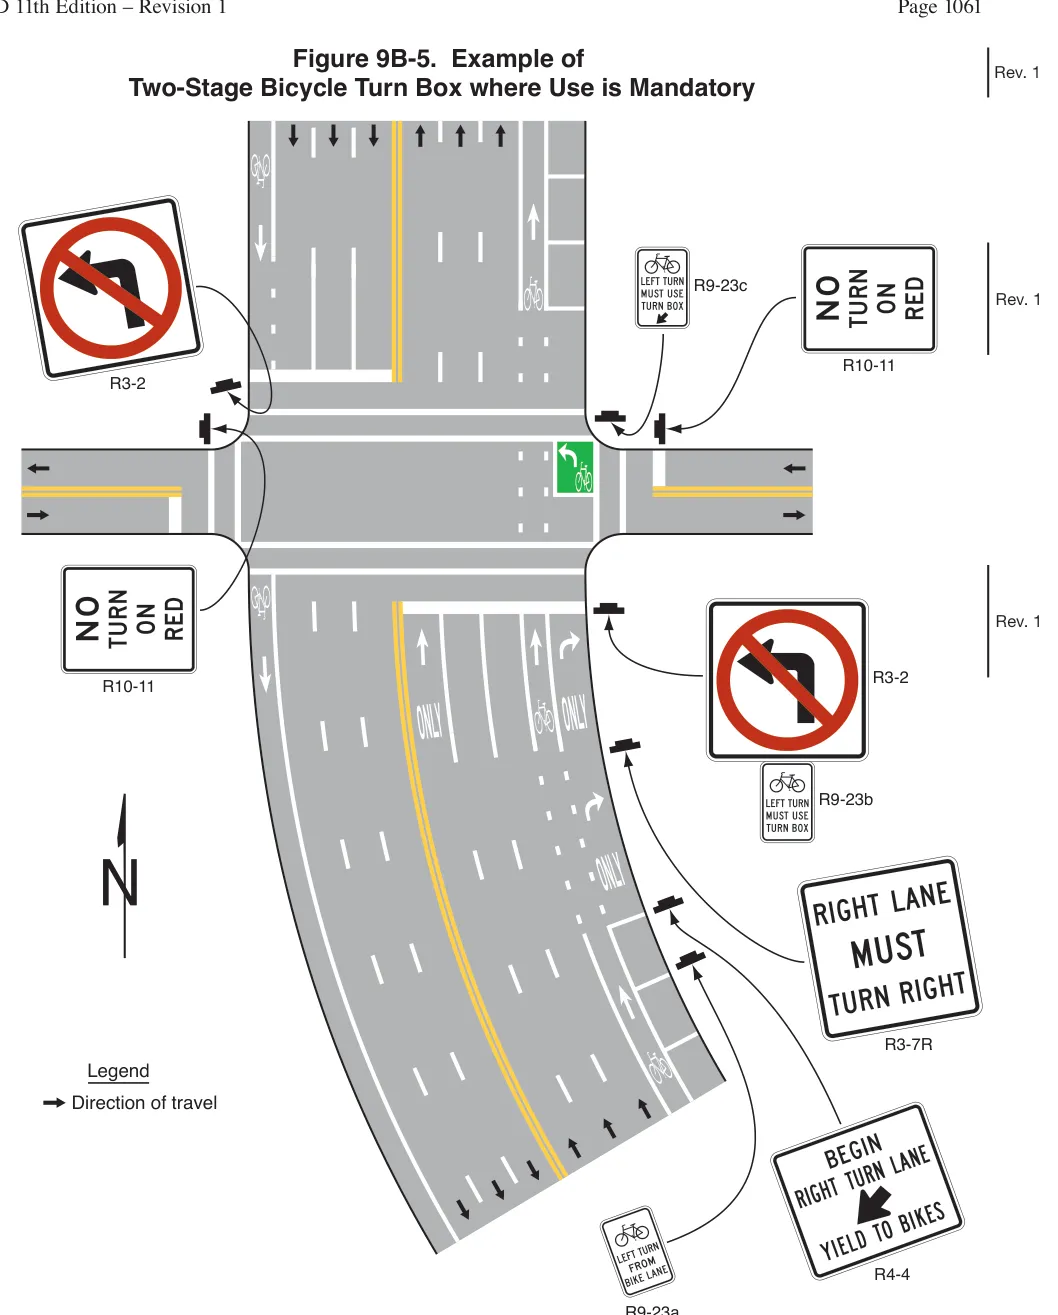 D 11th Edition – Revision 1
Page 1061
Figure 9B-5. Example of
Two-Stage Bicycle Turn Box where Use is Mandatory
Rev. 1
R3-2
LEFT TURN
MUST USE
TURN BOX
R9-23c
NO
TURN
ON
RED
R10-11
Rev. 1
NO
TURN
ON
RED
R10-11
ONLY
ONLY
ONLY
R3-2
Rev. 1
LEFT TURN
MUST USE
TURN BOX
R9-23b
N
RIGHT LANE
MUST
TURN RIGHT
R3-7R
Legend
Direction of travel
BEGIN
RIGHT TURN LANE
YIELD TO BIKES
R4-4
LEFT TURN
FROM
BIKE LANE
R9-23a